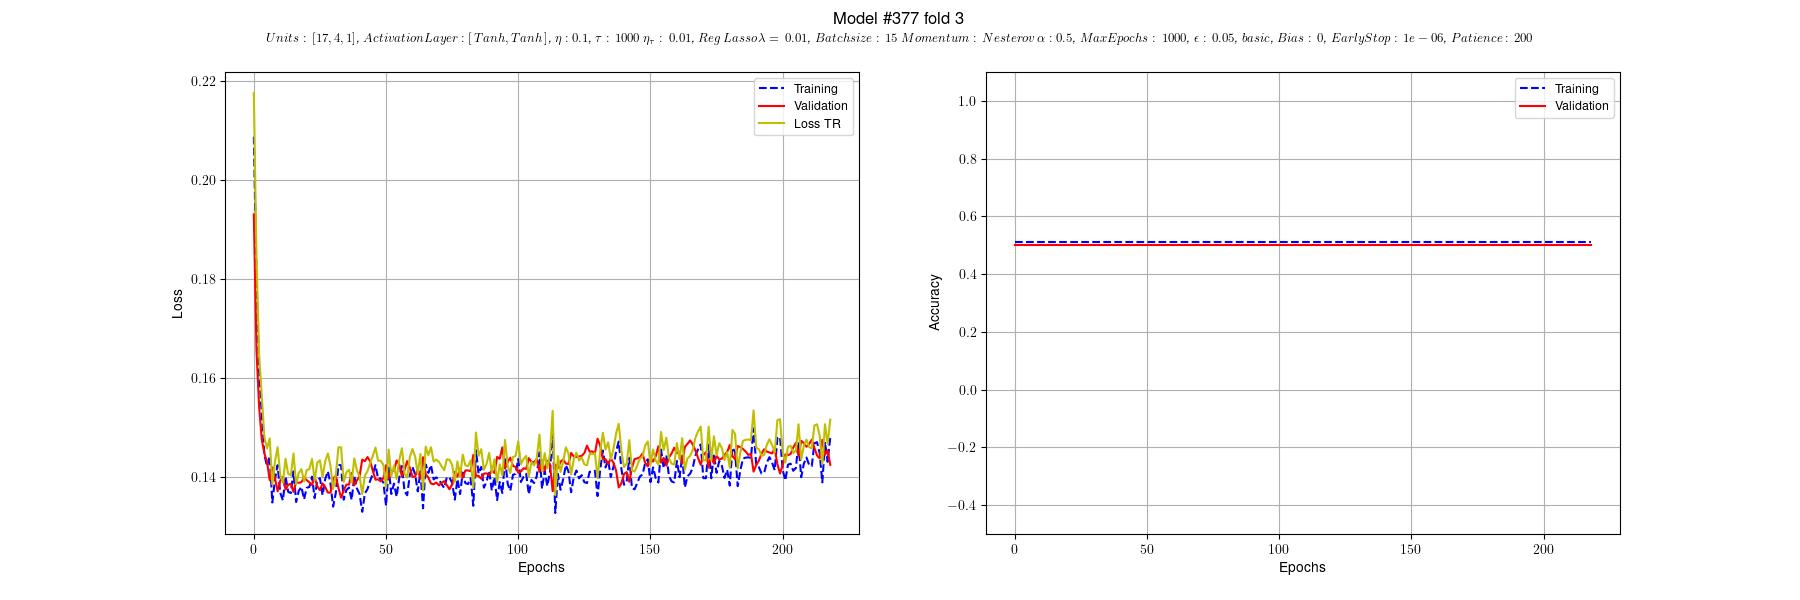 Model #377 fold 3
Units : [17, 4, 1], ActivationLayer : [Tanh, Tanh], η : 0.1, τ : 1000 ητ : 0.01, Reg Lassoλ = 0.01, Batchsize : 15 Momentum : Nesterov α : 0.5, MaxEpochs : 1000, ϵ : 0.05, basic, Bias : 0, EarlyStop : 1e − 06, Patience : 200
0.22
0.20
0.18
0.16
0.14
Loss
0
50
100
150
200
Epochs
Training
Validation
Loss TR
1.0
0.8
0.6
0.4
0.2
0.0
−0.2
−0.4
Accuracy
0
50
100
150
200
Epochs
Training
Validation